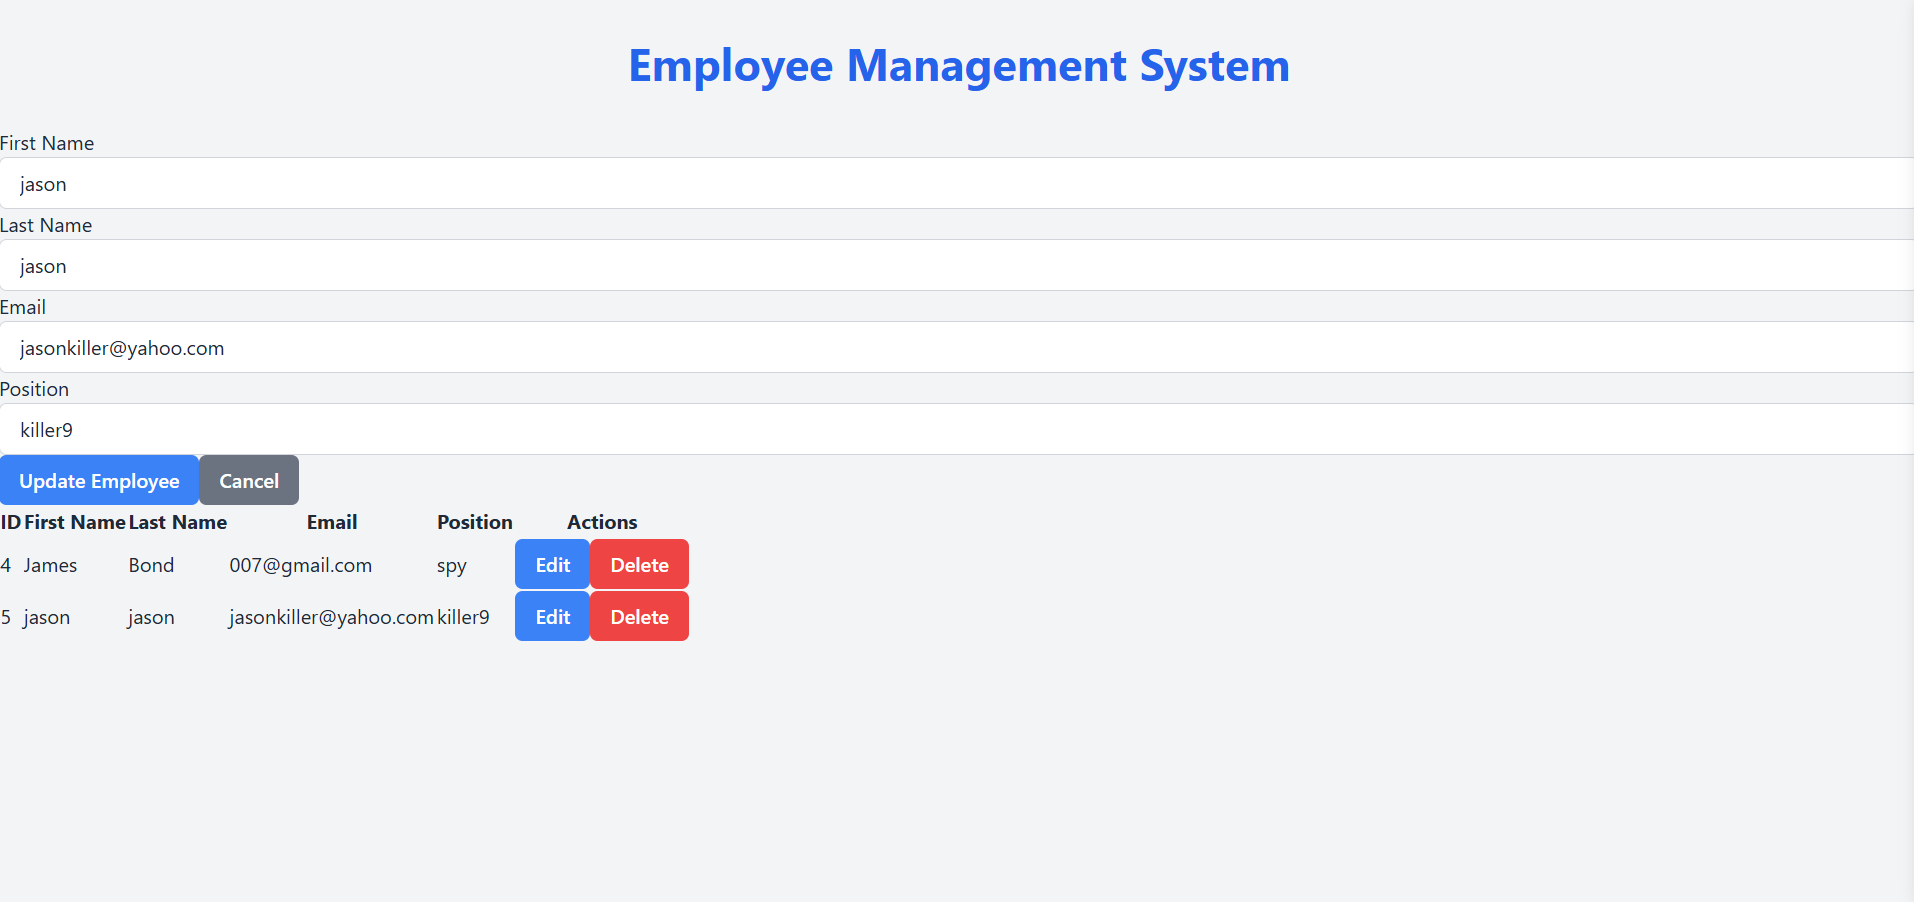 Employee Management System
First Name
jason
Last Name
jason
Email
jasonkiller@yahoo.com
Position
killer9
Update Employee Cancel
ID First Name Last Name Email Position Actions
4 James Bond 007@gmail.com spy Edit Delete
5 jason jason jasonkiller@yahoo.com killer9 Edit Delete